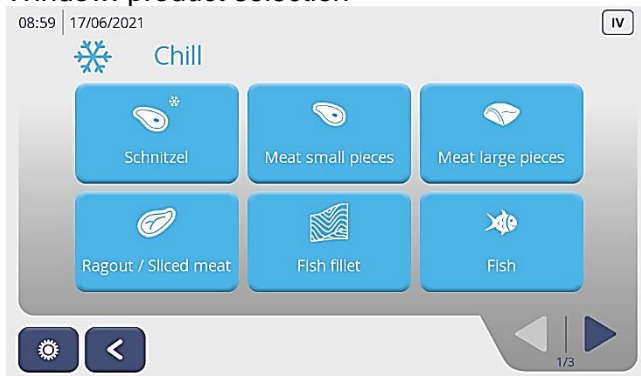 Window: product selection
08:59 17/06/2021 IV
Chill
Schnitzel Meat small pieces Meat large pieces
Ragout / Sliced meat Fish fillet Fish
1/3